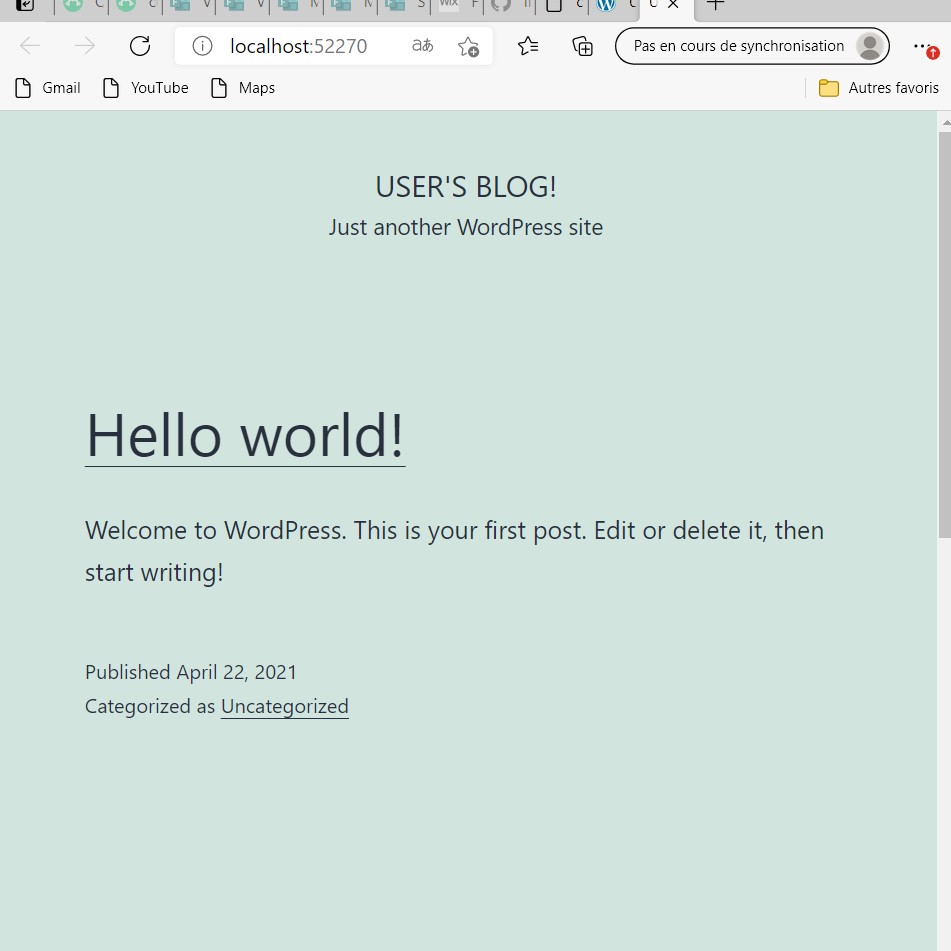 localhost:52270
aあ
Pas en cours de synchronisation
Gmail
YouTube
Maps
Autres favoris
USER'S BLOG!
Just another WordPress site
Hello world!
Welcome to WordPress. This is your first post. Edit or delete it, then
start writing!
Published April 22, 2021
Categorized as Uncategorized